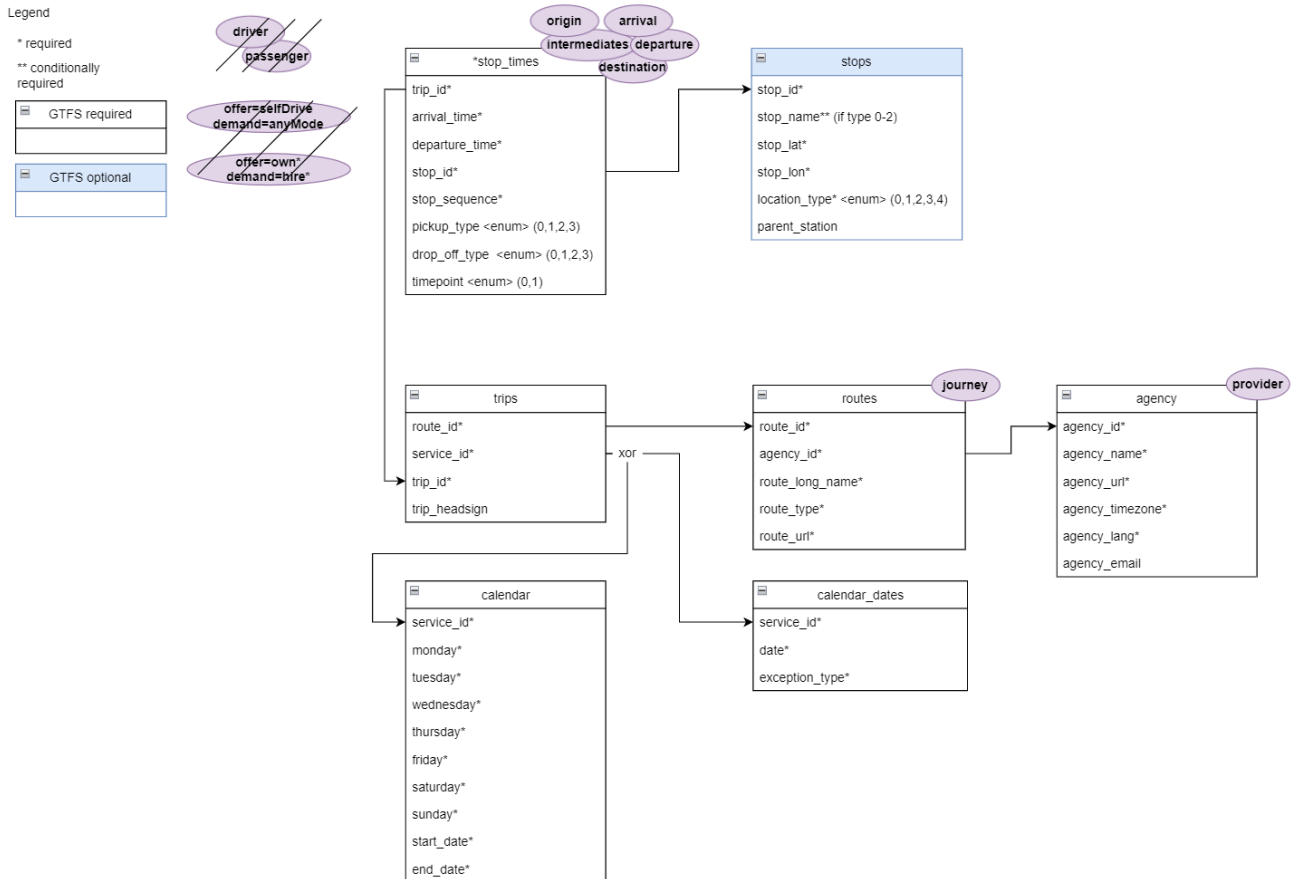 Legend
* required
** conditionally
required
GTFS required
GTFS optional
driver
passenger
offer=selfDrive
demand=anyMode
offer=own*
demand=hire*
origin
arrival
intermediates
departure
destination
*stop_times
trip_id*
arrival_time*
departure_time*
stop_id*
stop_sequence*
pickup_type <enum> (0,1,2,3)
drop_off_type <enum> (0,1,2,3)
timepoint <enum> (0,1)
stops
stop_id*
stop_name** (if type 0-2)
stop_lat*
stop_lon*
location_type* <enum> (0,1,2,3,4)
parent_station
trips
route_id*
service_id*
trip_id*
trip_headsign
xor
journey
routes
route_id*
agency_id*
route_long_name*
route_type*
route_url*
provider
agency
agency_id*
agency_name*
agency_url*
agency_timezone*
agency_lang*
agency_email
calendar
service_id*
monday*
tuesday*
wednesday*
thursday*
friday*
saturday*
sunday*
start_date*
end_date*
calendar_dates
service_id*
date*
exception_type*